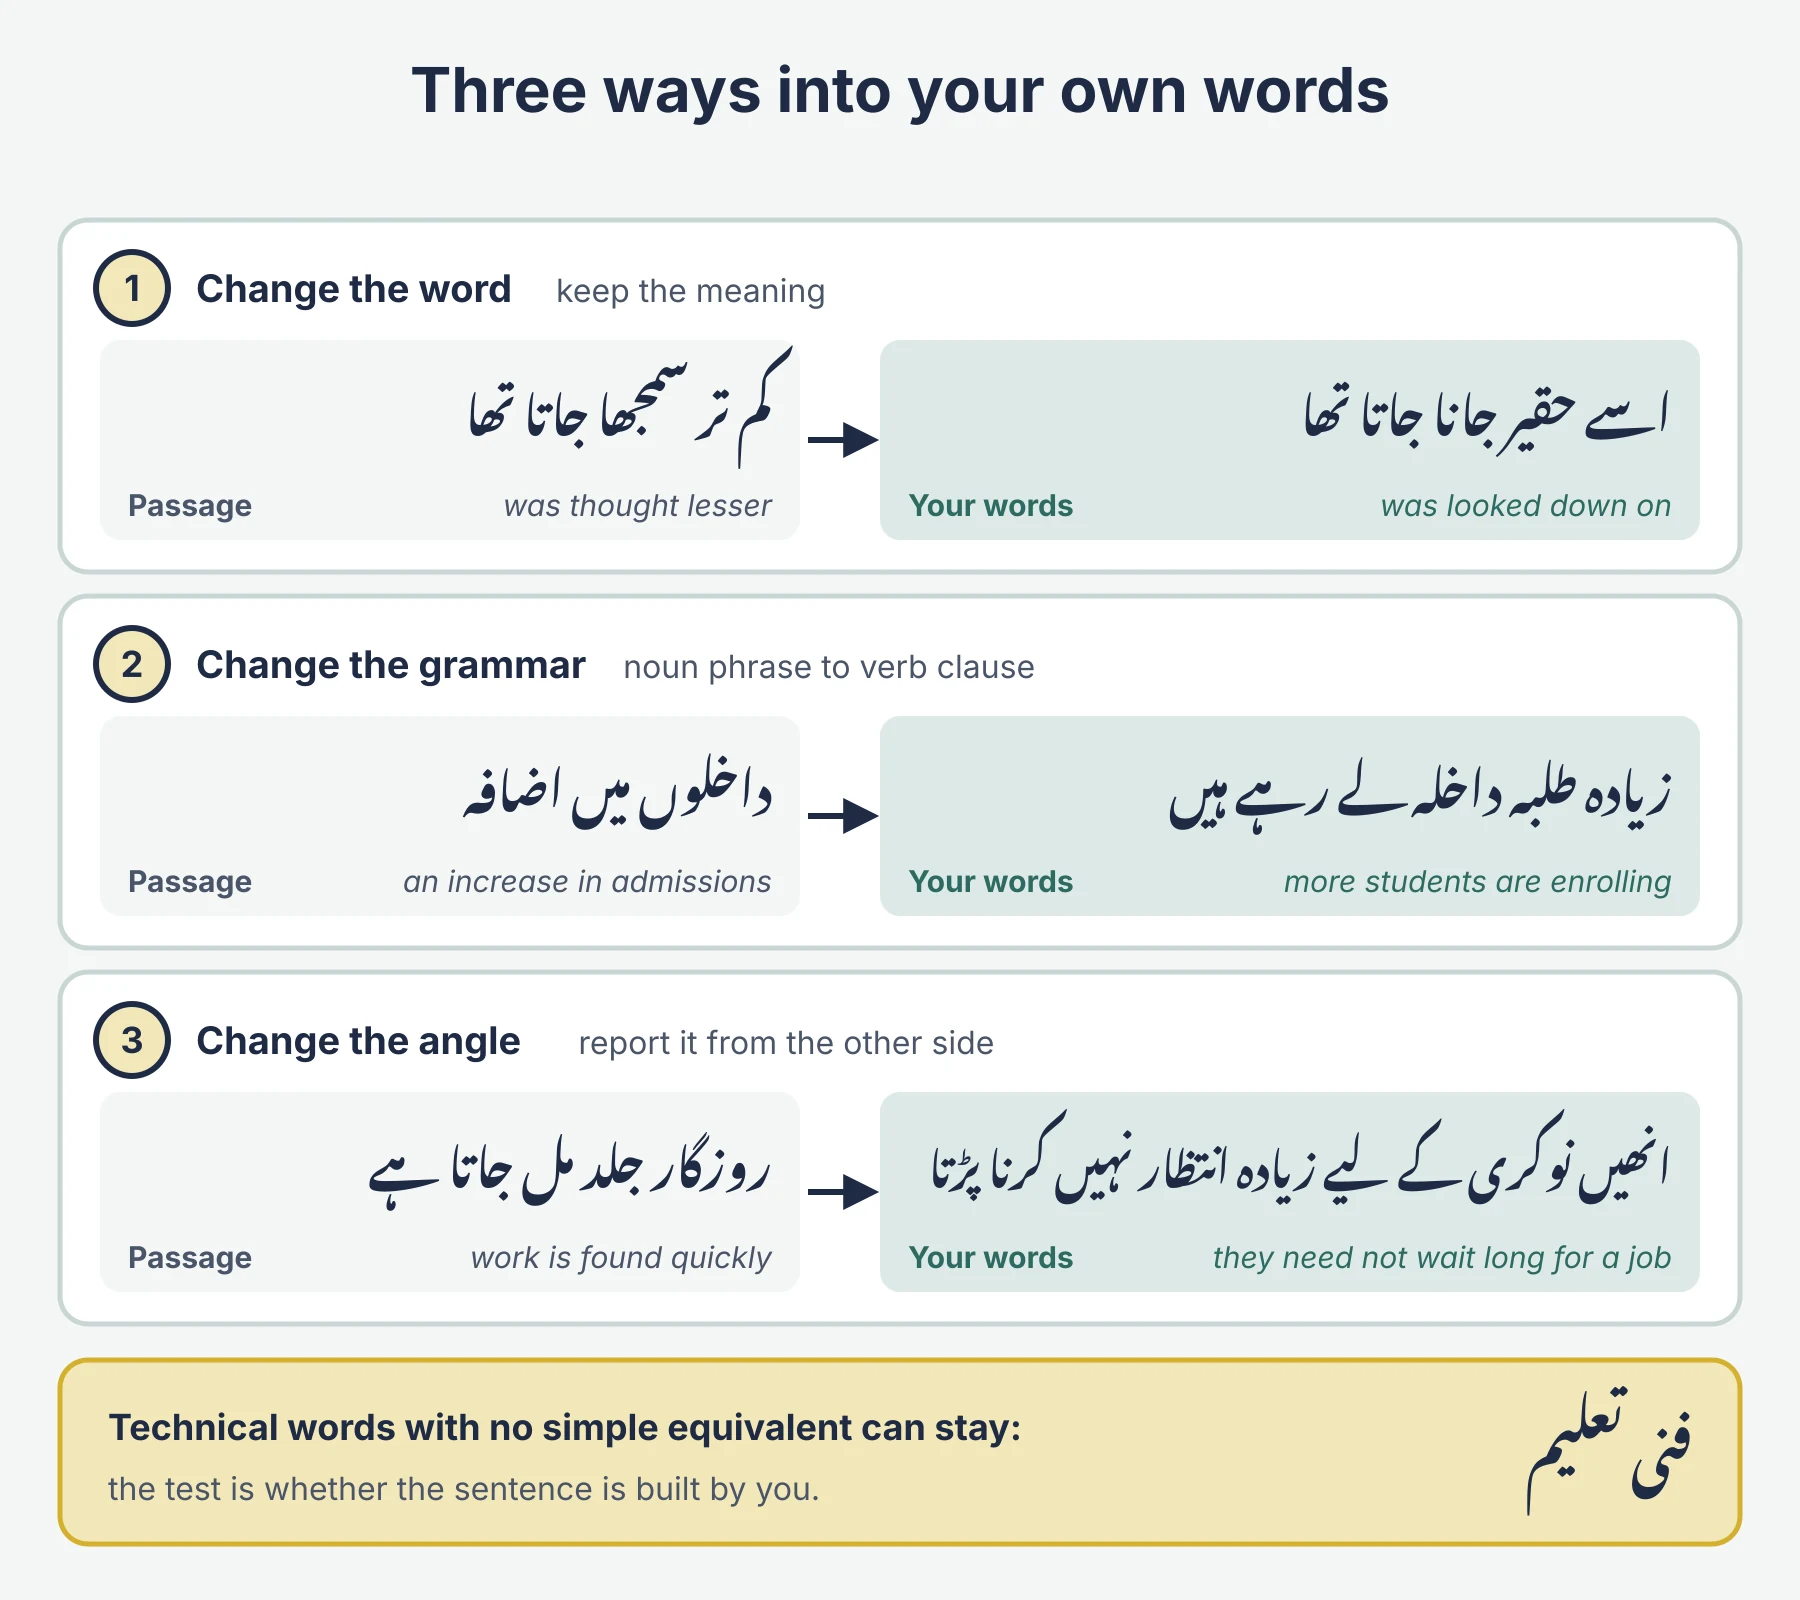 Three ways into your own words
1 Change the word keep the meaning
کم تر سمجھا جاتا تھا
Passage was thought lesser
اسے حقیر جانا جاتا تھا
Your words was looked down on
2 Change the grammar noun phrase to verb clause
داخلوں میں اضافہ
Passage an increase in admissions
زیادہ طلبہ داخلہ لے رہے ہیں
Your words more students are enrolling
3 Change the angle report it from the other side
روزگار جلد مل جاتا ہے
Passage work is found quickly
انھیں نوکری کے لیے زیادہ انتظار نہیں کرنا پڑتا
Your words they need not wait long for a job
Technical words with no simple equivalent can stay:
the test is whether the sentence is built by you.
فنی تعلیم